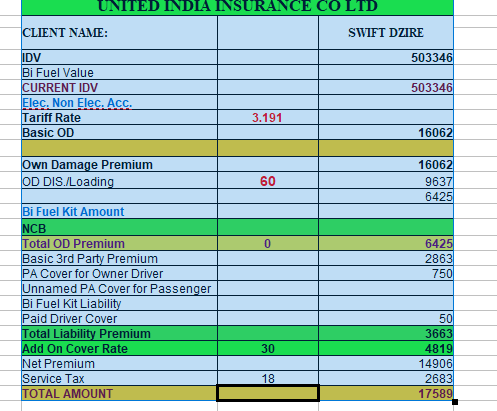 UNITED INDIA INSURANCE CO LTD
CLIENT NAME: SWIFT DZIRE
IDV 503346
Bi Fuel Value
CURRENT IDV 503346
Elec. Non Elec. Acc.
Tariff Rate 3.191
Basic OD 16062
Own Damage Premium 16062
OD DIS./Loading 60 9637
6425
Bi Fuel Kit Amount
NCB
Total OD Premium 0 6425
Basic 3rd Party Premium 2863
PA Cover for Owner Driver 750
Unnamed PA Cover for Passenger
Bi Fuel Kit Liability
Paid Driver Cover 50
Total Liability Premium 3663
Add On Cover Rate 30 4819
Net Premium 14906
Service Tax 18 2683
TOTAL AMOUNT 17589